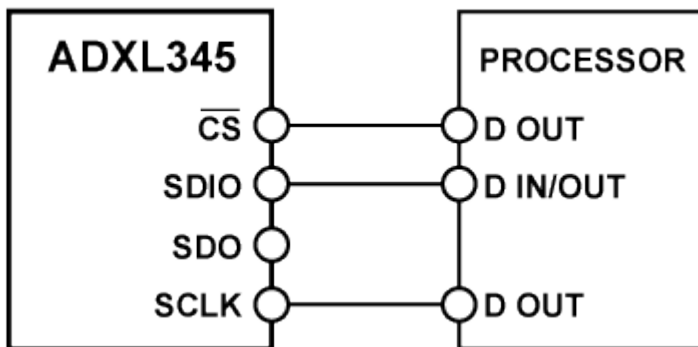 ADXL345
PROCESSOR
CS D OUT
SDIO D IN/OUT
SDO
SCLK D OUT